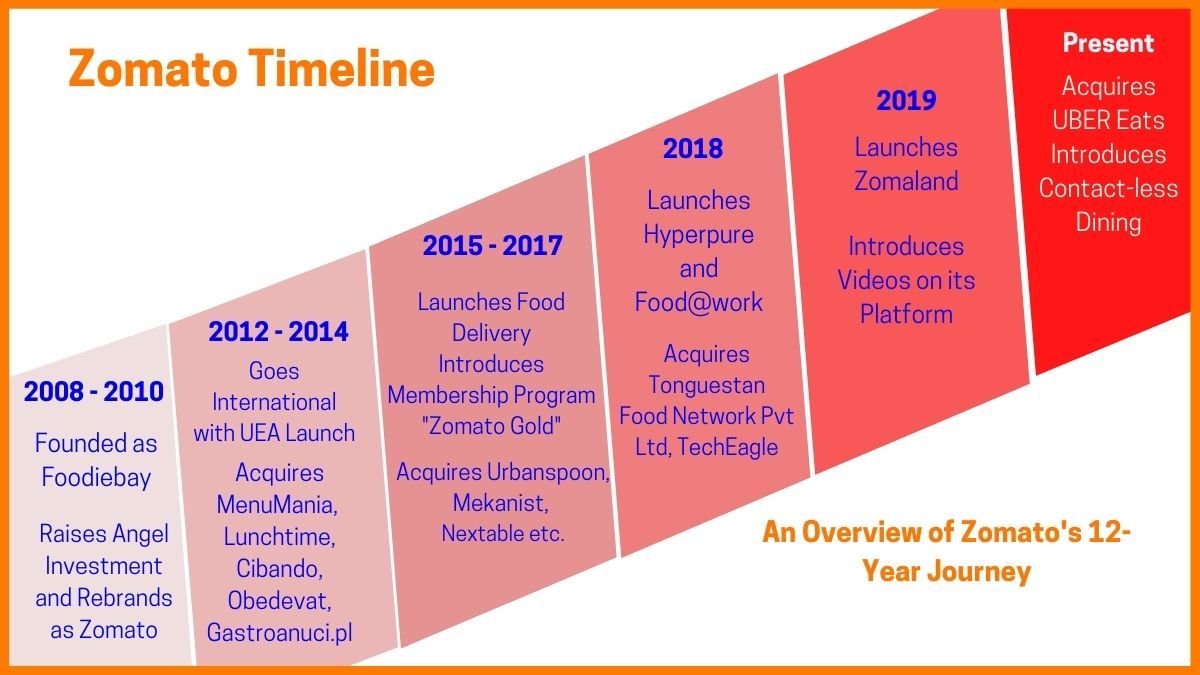 Zomato Timeline
2008 - 2010
Founded as
Foodiebay
Raises Angel
Investment
and Rebrands
as Zomato
2012 - 2014
Goes
International
with UEA Launch
Acquires
MenuMania,
Lunchtime,
Cibando,
Obedevat,
Gastroanuci.pl
2015 - 2017
Launches Food
Delivery
Introduces
Membership Program
"Zomato Gold"
Acquires Urbanspoon,
Mekanist,
Nextable etc.
2018
Launches
Hyperpure
and
Food@work
Acquires
Tonguestan
Food Network Pvt
Ltd, TechEagle
2019
Launches
Zomaland
Introduces
Videos on its
Platform
Present
Acquires
UBER Eats
Introduces
Contact-less
Dining
An Overview of Zomato's 12-
Year Journey